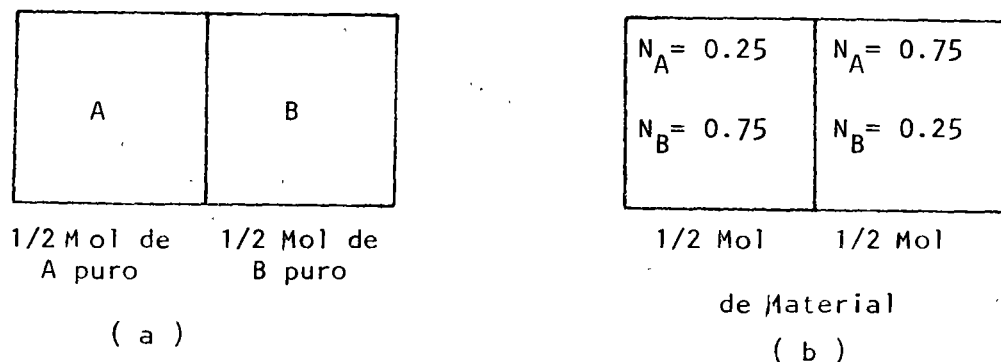 A B
1/2 Mol de 1/2 Mol de
A puro B puro
( a )
N_A= 0.25 N_A= 0.75
N_B= 0.75 N_B= 0.25
1/2 Mol 1/2 Mol
de Material
( b )